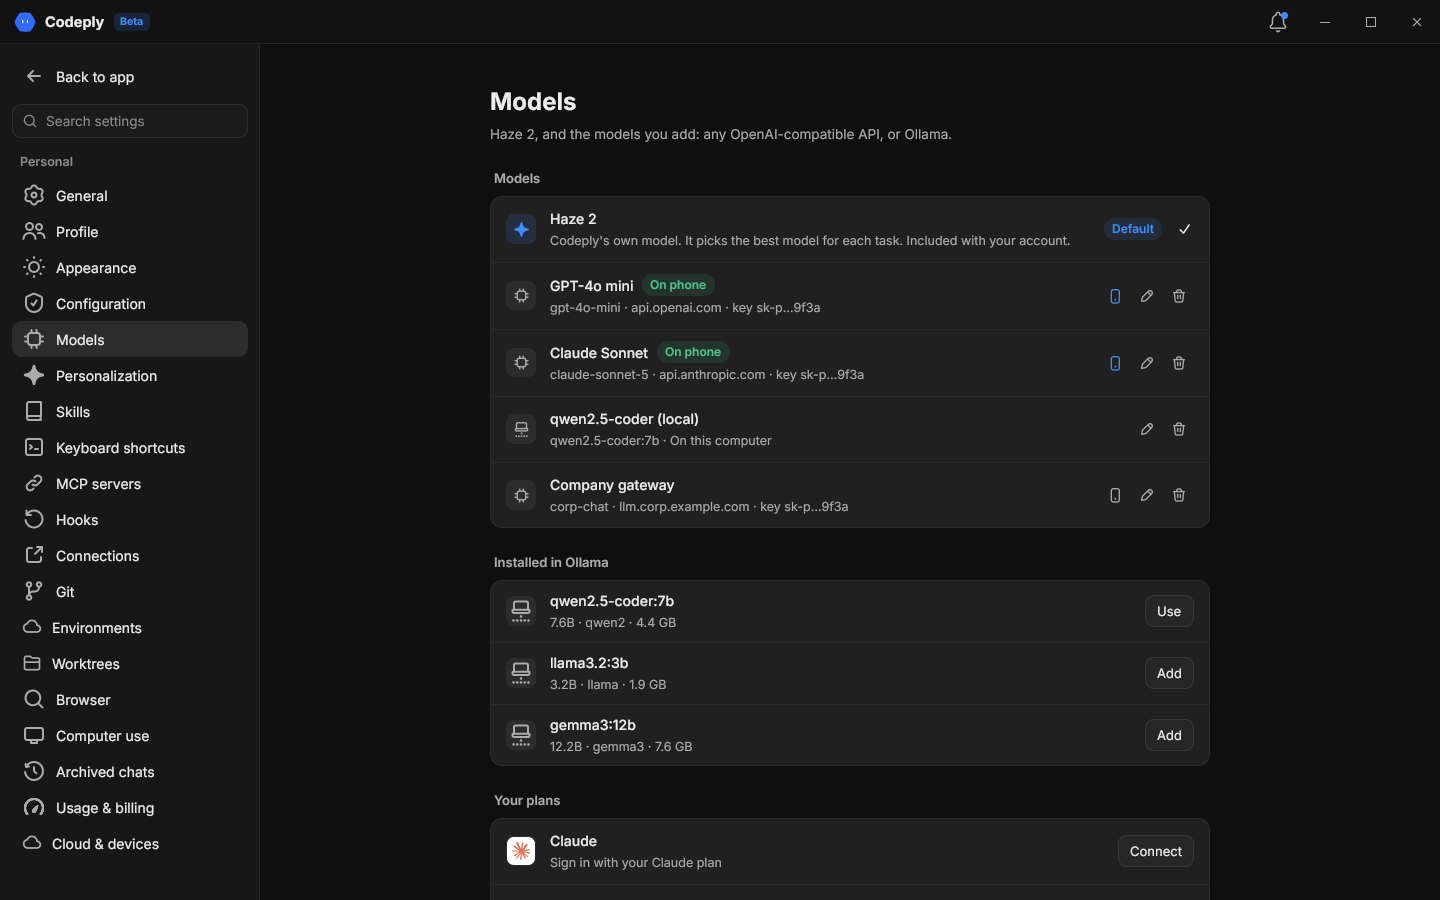 Codeply Beta
Back to app
Search settings
Personal
General
Profile
Appearance
Configuration
Models
Personalization
Skills
Keyboard shortcuts
MCP servers
Hooks
Connections
Git
Environments
Worktrees
Browser
Computer use
Archived chats
Usage & billing
Cloud & devices
Models
Haze 2, and the models you add: any OpenAI-compatible API, or Ollama.
Models
Haze 2
Codeply's own model. It picks the best model for each task. Included with your account.
Default
GPT-4o mini On phone
gpt-4o-mini · api.openai.com · key sk-p...9f3a
Claude Sonnet On phone
claude-sonnet-5 · api.anthropic.com · key sk-p...9f3a
qwen2.5-coder (local)
qwen2.5-coder:7b · On this computer
Company gateway
corp-chat · llm.corp.example.com · key sk-p...9f3a
Installed in Ollama
qwen2.5-coder:7b
7.6B · qwen2 · 4.4 GB
Use
llama3.2:3b
3.2B · llama · 1.9 GB
Add
gemma3:12b
12.2B · gemma3 · 7.6 GB
Add
Your plans
Claude
Sign in with your Claude plan
Connect